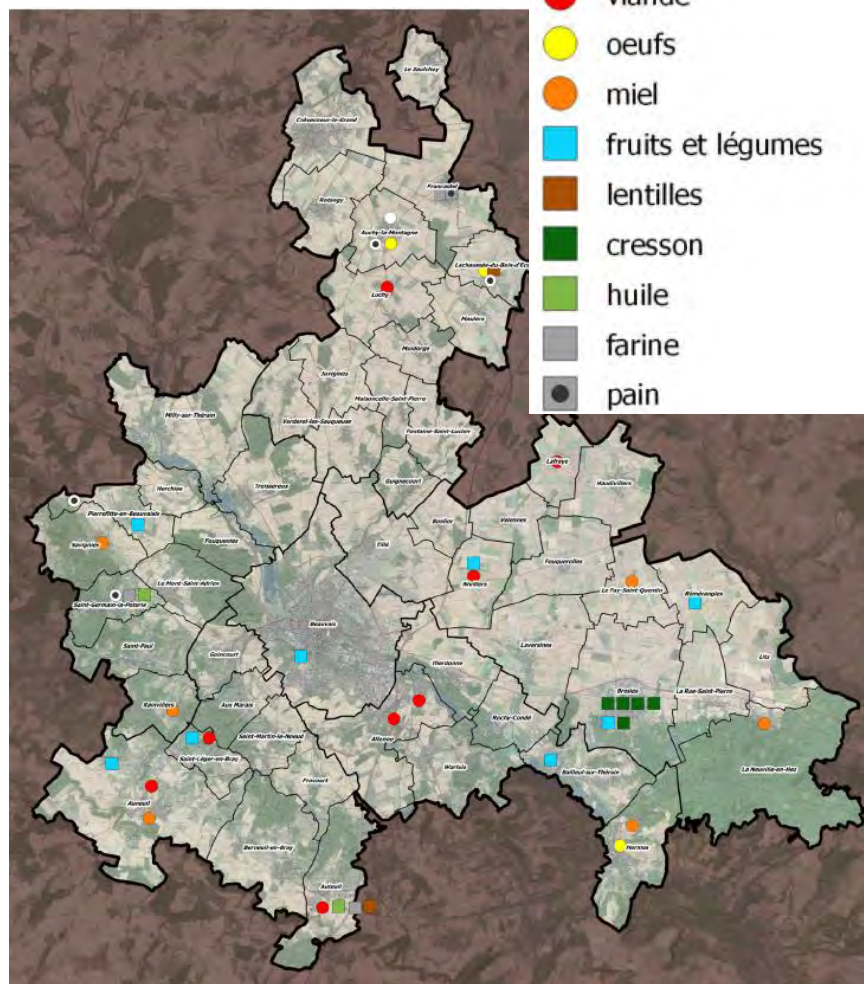 viande
oeufs
miel
fruits et légumes
lentilles
cresson
huile
farine
pain
Le Saulchoy
Crèvecoeur-le-Grand
Rotangy
Francastel
Auchy-la-Montagne
Lachaussée-du-Bois-d'Ecu
Luchy
Maulers
Muidorge
Juvignies
Maisoncelle-Saint-Pierre
Milly-sur-Thérain
Verderel-les-Sauqueuse
Fontaine-Saint-Lucien
Guignecourt
Lafraye
Haudivillers
Herchies
Troissereux
Pierrefitte-en-Beauvaisis
Bonlier
Velennes
Fouquenies
Savignies
Tillé
Fouquerolles
Le Mont-Saint-Adrien
Nivillers
Le Fay-Saint-Quentin
Rémérangles
Saint-Germain-la-Poterie
Beauvais
Saint-Paul
Goincourt
Laversines
Therdonne
Litz
Bresles
La Rue-Saint-Pierre
Rainvillers
Aux Marais
Rochy-Condé
Saint-Martin-le-Noeud
Allonne
Saint-Léger-en-Bray
Warluis
Bailleul-sur-Thérain
La Neuville-en-Hez
Frocourt
Auneuil
Berneuil-en-Bray
Hermes
Auteuil